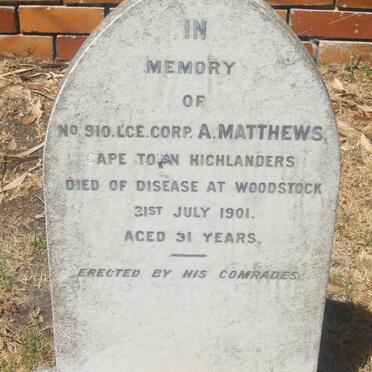 IN
MEMORY
OF
No 910. LCE. CORP. A. MATTHEWS.
CAPE TOWN HIGHLANDERS
DIED OF DISEASE AT WOODSTOCK
31ST JULY 1901.
AGED 31 YEARS.
ERECTED BY HIS COMRADES.